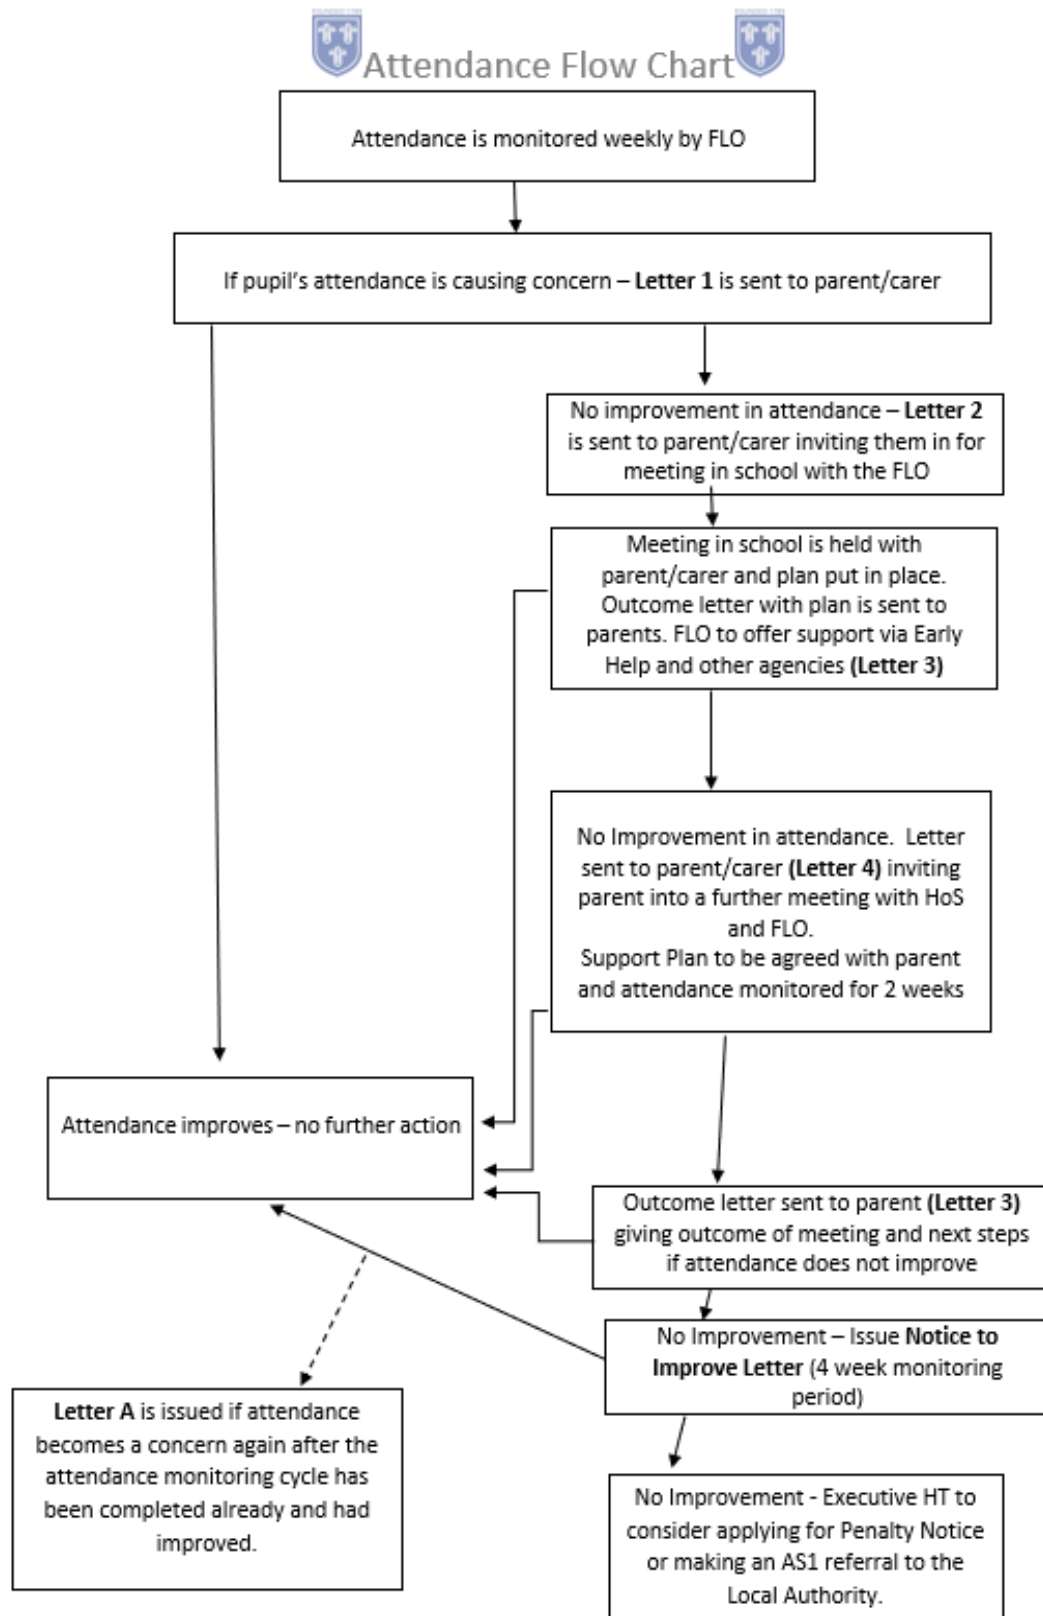 Attendance Flow Chart
Attendance is monitored weekly by FLO
If pupil's attendance is causing concern – Letter 1 is sent to parent/carer
No improvement in attendance – Letter 2
is sent to parent/carer inviting them in for
meeting in school with the FLO
Meeting in school is held with
parent/carer and plan put in place.
Outcome letter with plan is sent to
parents. FLO to offer support via Early
Help and other agencies (Letter 3)
No Improvement in attendance. Letter
sent to parent/carer (Letter 4) inviting
parent into a further meeting with HoS
and FLO.
Support Plan to be agreed with parent
and attendance monitored for 2 weeks
Attendance improves – no further action
Outcome letter sent to parent (Letter 3)
giving outcome of meeting and next steps
if attendance does not improve
No Improvement – Issue Notice to
Improve Letter (4 week monitoring
period)
Letter A is issued if attendance
becomes a concern again after the
attendance monitoring cycle has
been completed already and had
improved.
No Improvement - Executive HT to
consider applying for Penalty Notice
or making an AS1 referral to the
Local Authority.